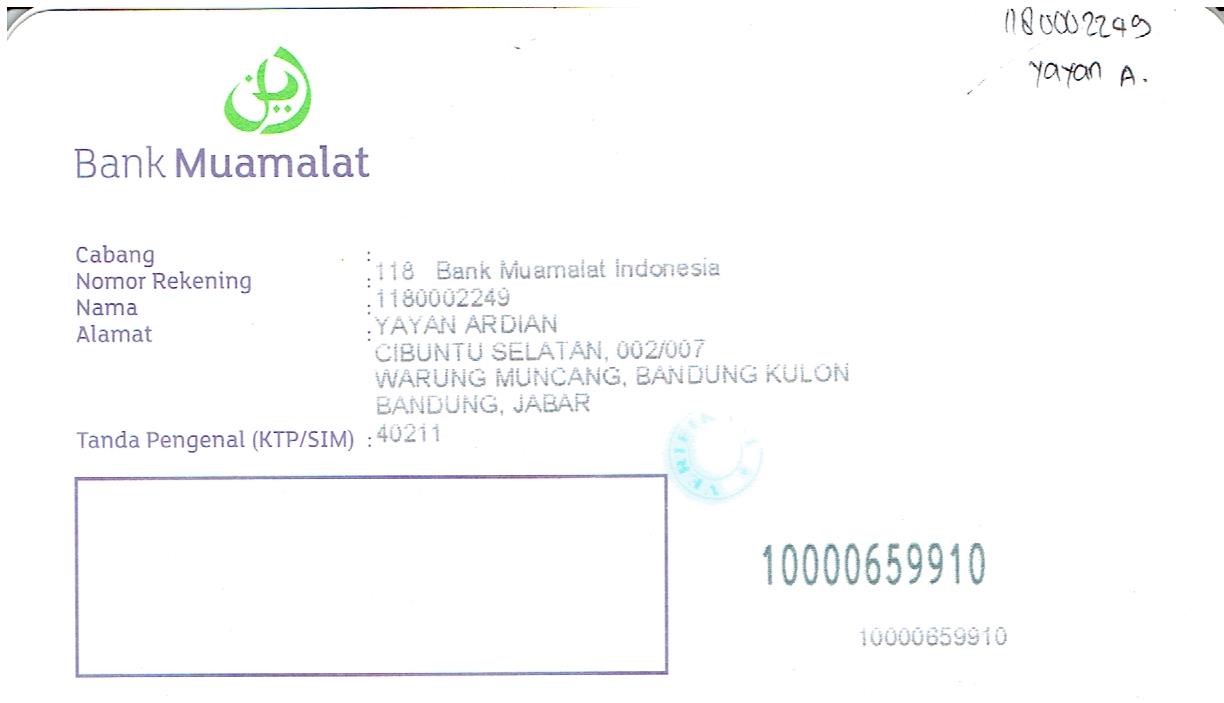 1180002249
Yayan A.
Bank Muamalat
Cabang : 118 Bank Muamalat Indonesia
Nomor Rekening : 1180002249
Nama : YAYAN ARDIAN
Alamat : CIBUNTU SELATAN, 002/007
WARUNG MUNCANG, BANDUNG KULON
BANDUNG, JABAR
40211
Tanda Pengenal (KTP/SIM) :
10000659910
10000659910